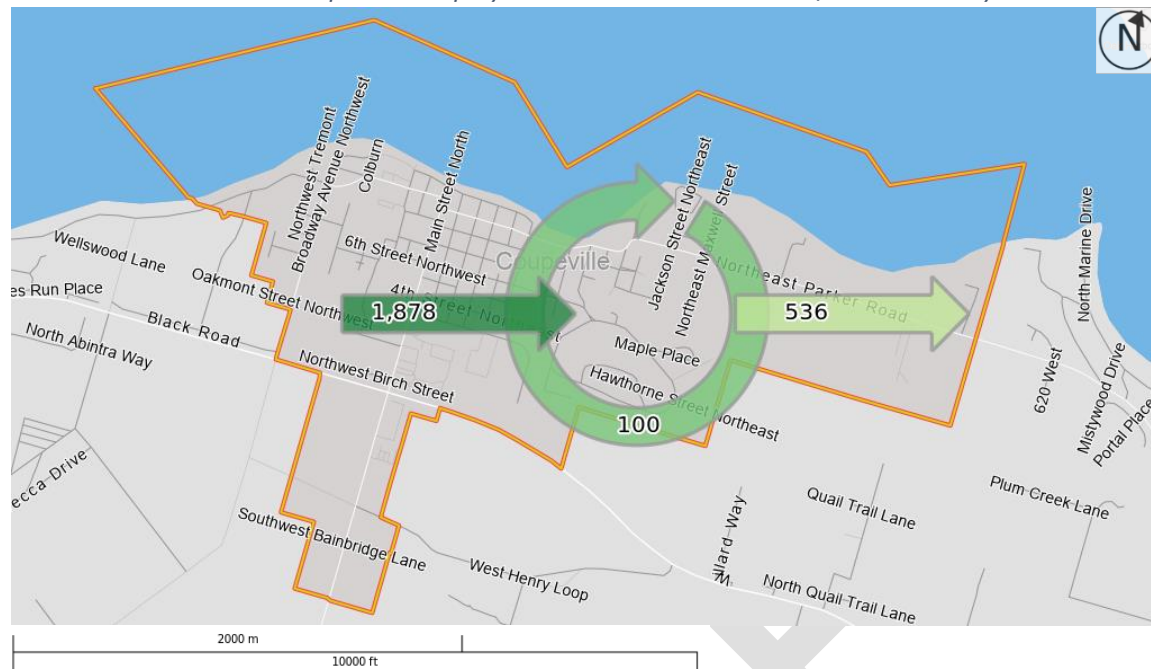 N
Northwest Tremont
Broadway Avenue Northwest
Colburn
Main Street North
Jackson Street Northeast
Northeast Maxwell Street
North Marine Drive
Wellswood Lane
6th Street Northwest
Coupeville
Northeast Parker Road
Oakmont Street Northwest
4th Street Northwest
es Run Place
1,878
536
Black Road
North Abintra Way
Maple Place
Northwest Birch Street
Hawthorne Street Northeast
620 West
Mistywood Drive
Portal Place
100
ecca Drive
Quail Trail Lane
Plum Creek Lane
Southwest Bainbridge Lane
West Henry Loop
North Quail Trail Lane
2000 m
10000 ft